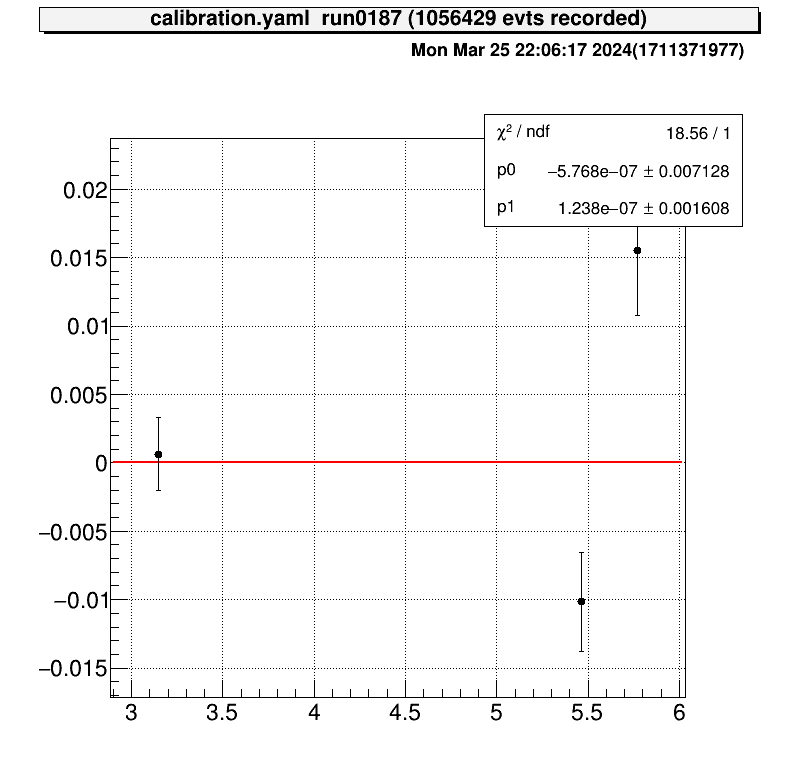 calibration.yaml run0187 (1056429 evts recorded)
Mon Mar 25 22:06:17 2024(1711371977)
χ² / ndf 18.56 / 1
p0 −5.768e−07 ± 0.007128
p1 1.238e−07 ± 0.001608
0.02
0.015
0.01
0.005
0
−0.005
−0.01
−0.015
3 3.5 4 4.5 5 5.5 6